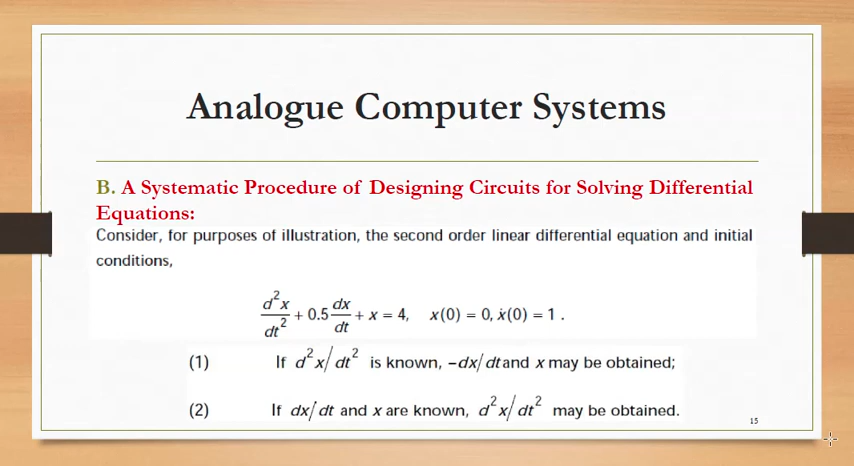 Analogue Computer Systems
B. A Systematic Procedure of Designing Circuits for Solving Differential
Equations:
Consider, for purposes of illustration, the second order linear differential equation and initial
conditions,
d²x/dt² + 0.5 dx/dt + x = 4, x(0) = 0, ẋ(0) = 1 .
(1) If d²x/dt² is known, −dx/dt and x may be obtained;
(2) If dx/dt and x are known, d²x/dt² may be obtained.
15